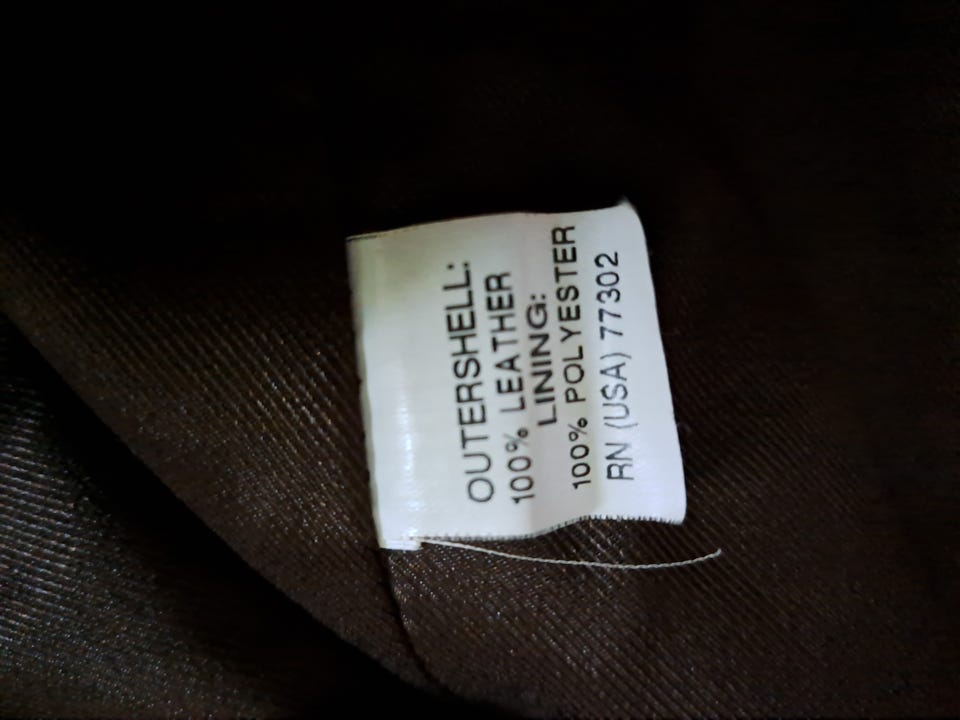 OUTERSHELL:
100% LEATHER
LINING:
100% POLYESTER
RN (USA) 77302